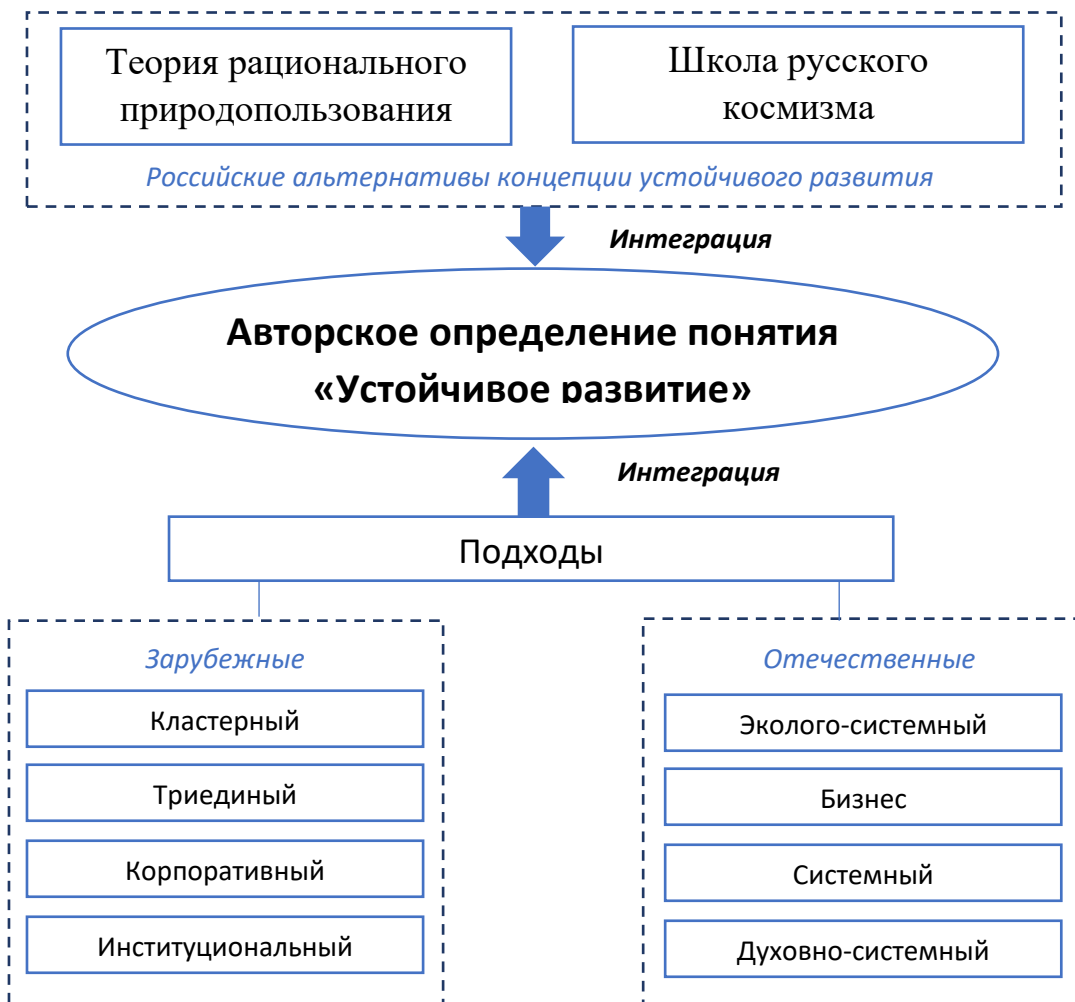 Теория рационального
природопользования
Школа русского
космизма
Российские альтернативы концепции устойчивого развития
Интеграция
Авторское определение понятия
«Устойчивое развитие»
Интеграция
Подходы
Зарубежные
Кластерный
Триединый
Корпоративный
Институциональный
Отечественные
Эколого-системный
Бизнес
Системный
Духовно-системный